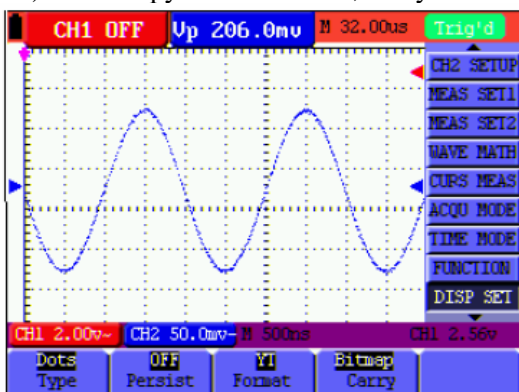 CH1 OFF Vp 206.0mv M 32.00us Trig'd
CH2 SETUP
MEAS SET1
MEAS SET2
WAVE MATH
CURS MEAS
ACQU MODE
TIME MODE
FUNCTION
DISP SET
CH1 2.00v~ CH2 50.0mv- M 500ns CH1 2.56v
Dots OFF YT Bitmap
Type Persist Format Carry